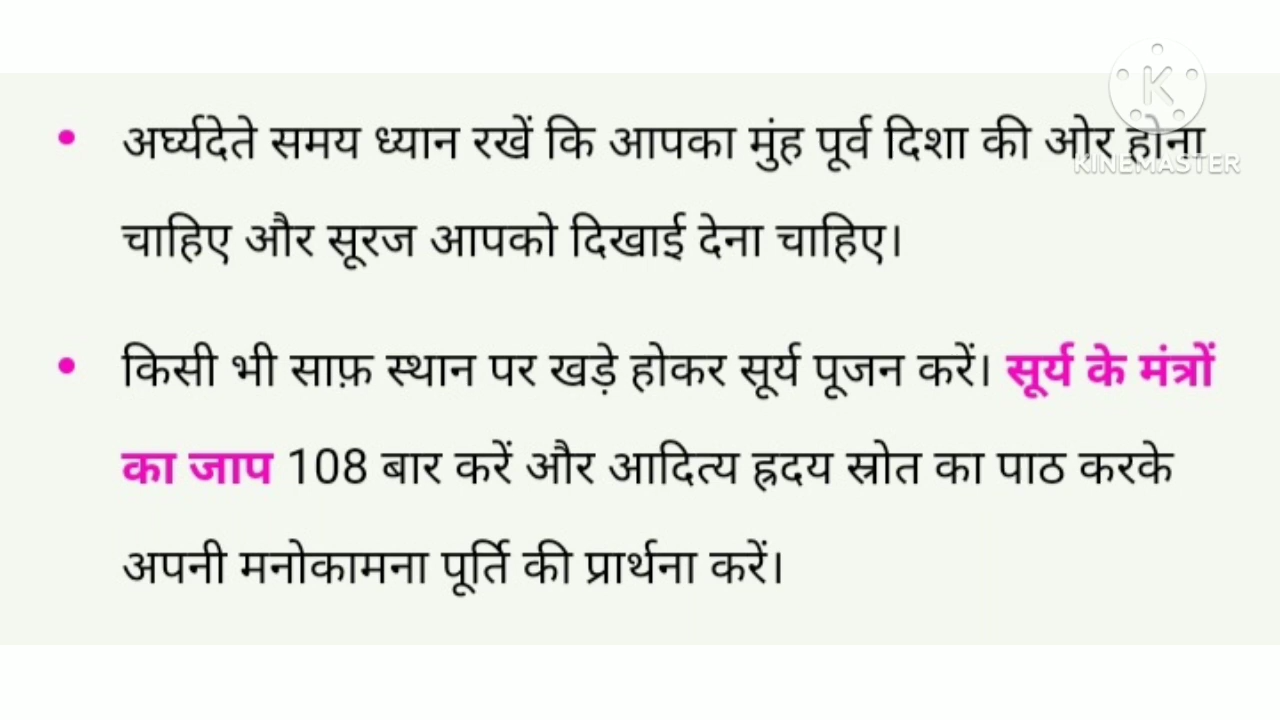 अर्घ्यदेते समय ध्यान रखें कि आपका मुंह पूर्व दिशा की ओर होना
KINEMASTER
चाहिए और सूरज आपको दिखाई देना चाहिए।
किसी भी साफ़ स्थान पर खड़े होकर सूर्य पूजन करें। सूर्य के मंत्रों
का जाप 108 बार करें और आदित्य ह्रदय स्रोत का पाठ करके
अपनी मनोकामना पूर्ति की प्रार्थना करें।